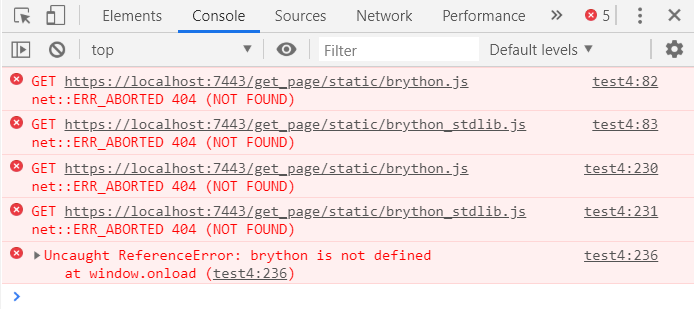 Elements Console Sources Network Performance » 5
top Filter Default levels
GET https://localhost:7443/get_page/static/brython.js test4:82
net::ERR_ABORTED 404 (NOT FOUND)
GET https://localhost:7443/get_page/static/brython_stdlib.js test4:83
net::ERR_ABORTED 404 (NOT FOUND)
GET https://localhost:7443/get_page/static/brython.js test4:230
net::ERR_ABORTED 404 (NOT FOUND)
GET https://localhost:7443/get_page/static/brython_stdlib.js test4:231
net::ERR_ABORTED 404 (NOT FOUND)
Uncaught ReferenceError: brython is not defined test4:236
at window.onload (test4:236)